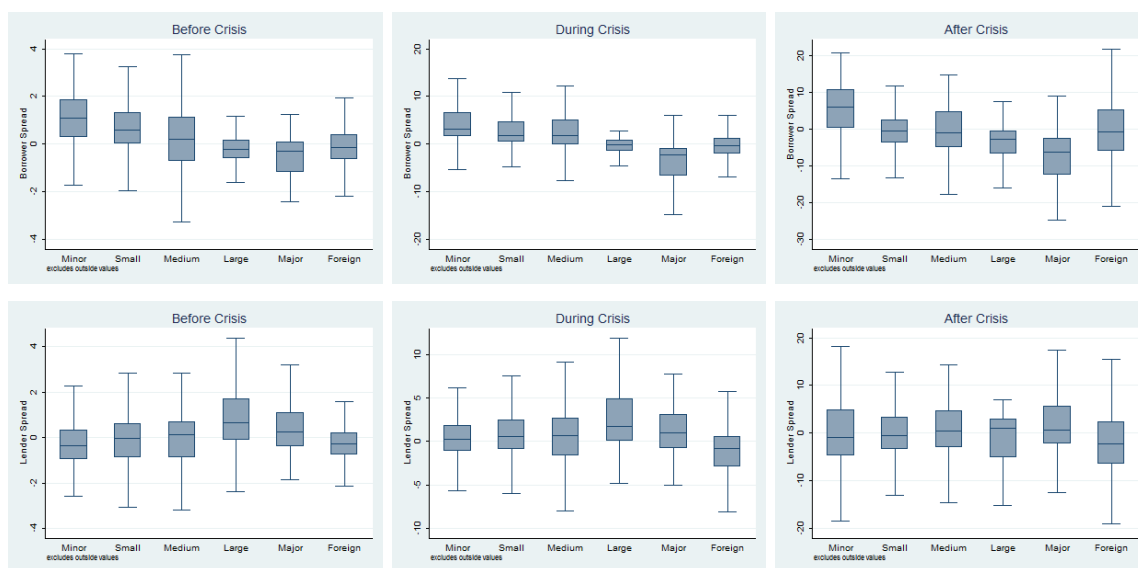 Before Crisis
Borrower Spread
4
2
0
-2
-4
Minor Small Medium Large Major Foreign
excludes outside values
During Crisis
Borrower Spread
20
10
0
-10
-20
Minor Small Medium Large Major Foreign
excludes outside values
After Crisis
Borrower Spread
20
10
0
-10
-20
-30
Minor Small Medium Large Major Foreign
excludes outside values
Before Crisis
Lender Spread
4
2
0
-2
-4
Minor Small Medium Large Major Foreign
excludes outside values
During Crisis
Lender Spread
10
5
0
-5
-10
Minor Small Medium Large Major Foreign
excludes outside values
After Crisis
Lender Spread
20
10
0
-10
-20
Minor Small Medium Large Major Foreign
excludes outside values